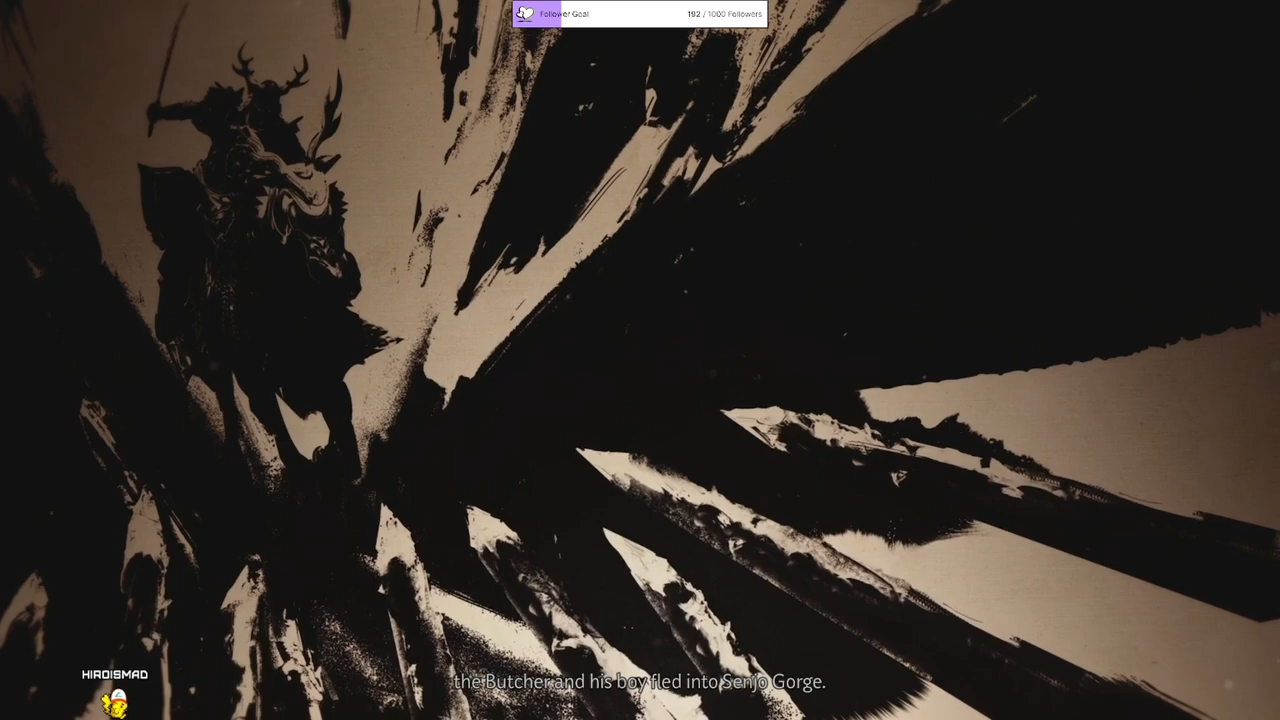 Follower Goal 192 / 1000 Followers
HIROISMAD
the Butcher and his boy fled into Senjo Gorge.